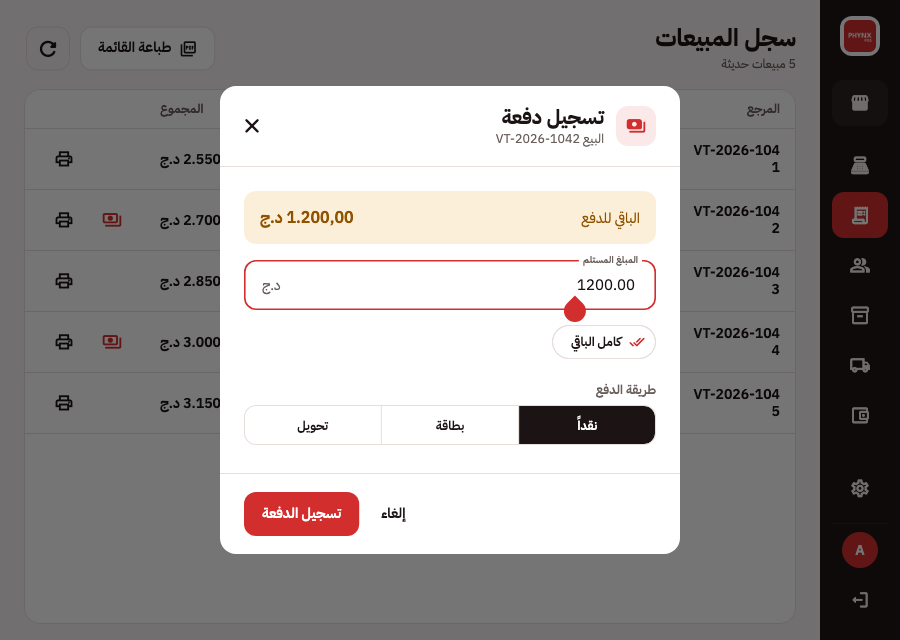 PHYNX
سجل المبيعات
5 مبيعات حديثة
طباعة القائمة
المرجع
المجموع
VT-2026-1041
2.550 د.ج
VT-2026-1042
2.700 د.ج
VT-2026-1043
2.850 د.ج
VT-2026-1044
3.000 د.ج
VT-2026-1045
3.150 د.ج
تسجيل دفعة
البيع VT-2026-1042
الباقي للدفع
1.200,00 د.ج
المبلغ المستلم
1200.00
د.ج
كامل الباقي
طريقة الدفع
نقداً
بطاقة
تحويل
إلغاء
تسجيل الدفعة
A